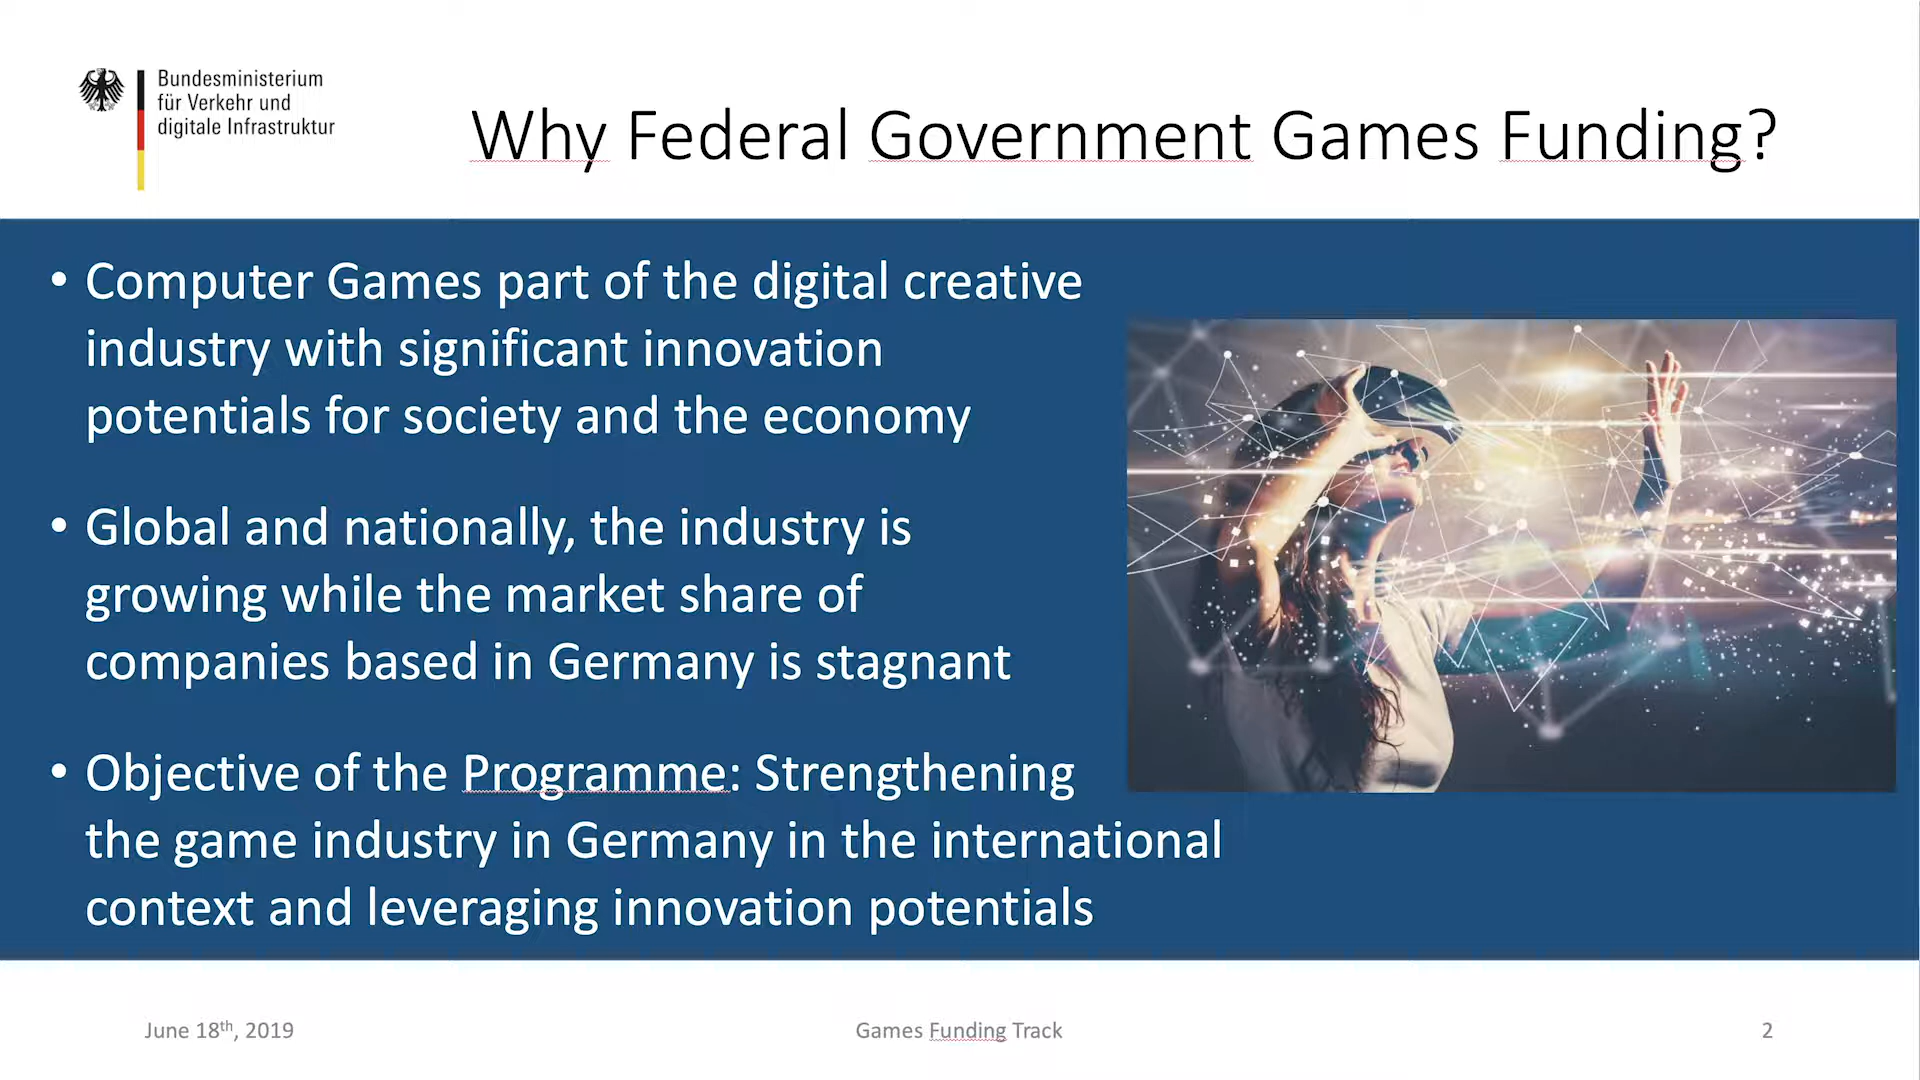 Bundesministerium
für Verkehr und
digitale Infrastruktur
Why Federal Government Games Funding?
• Computer Games part of the digital creative
industry with significant innovation
potentials for society and the economy
• Global and nationally, the industry is
growing while the market share of
companies based in Germany is stagnant
• Objective of the Programme: Strengthening
the game industry in Germany in the international
context and leveraging innovation potentials
June 18th, 2019
Games Funding Track
2